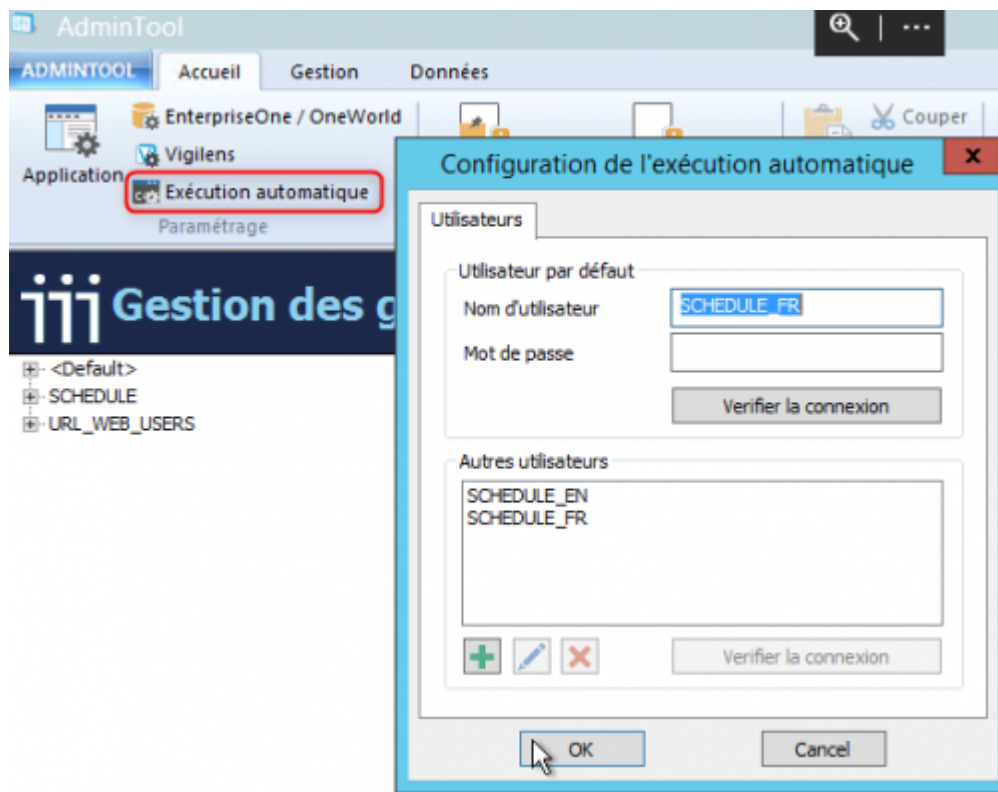 AdminTool
ADMINTOOL Accueil Gestion Données
EnterpriseOne / OneWorld
Vigilens
Application
Exécution automatique
Paramétrage
Couper
Configuration de l'exécution automatique
Utilisateurs
Utilisateur par défaut
Nom d'utilisateur SCHEDULE_FR
Mot de passe
Verifier la connexion
Autres utilisateurs
SCHEDULE_EN
SCHEDULE_FR
Verifier la connexion
OK Cancel
Gestion des g
<Default>
SCHEDULE
URL_WEB_USERS